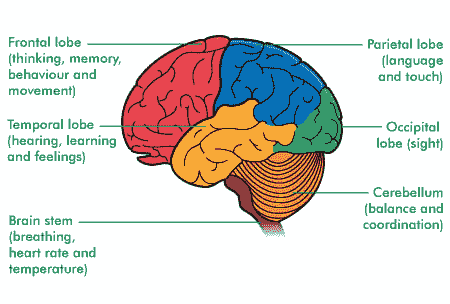 Frontal lobe
(thinking, memory,
behaviour and
movement)
Temporal lobe
(hearing, learning
and feelings)
Brain stem
(breathing,
heart rate and
temperature)
Parietal lobe
(language
and touch)
Occipital
lobe (sight)
Cerebellum
(balance and
coordination)